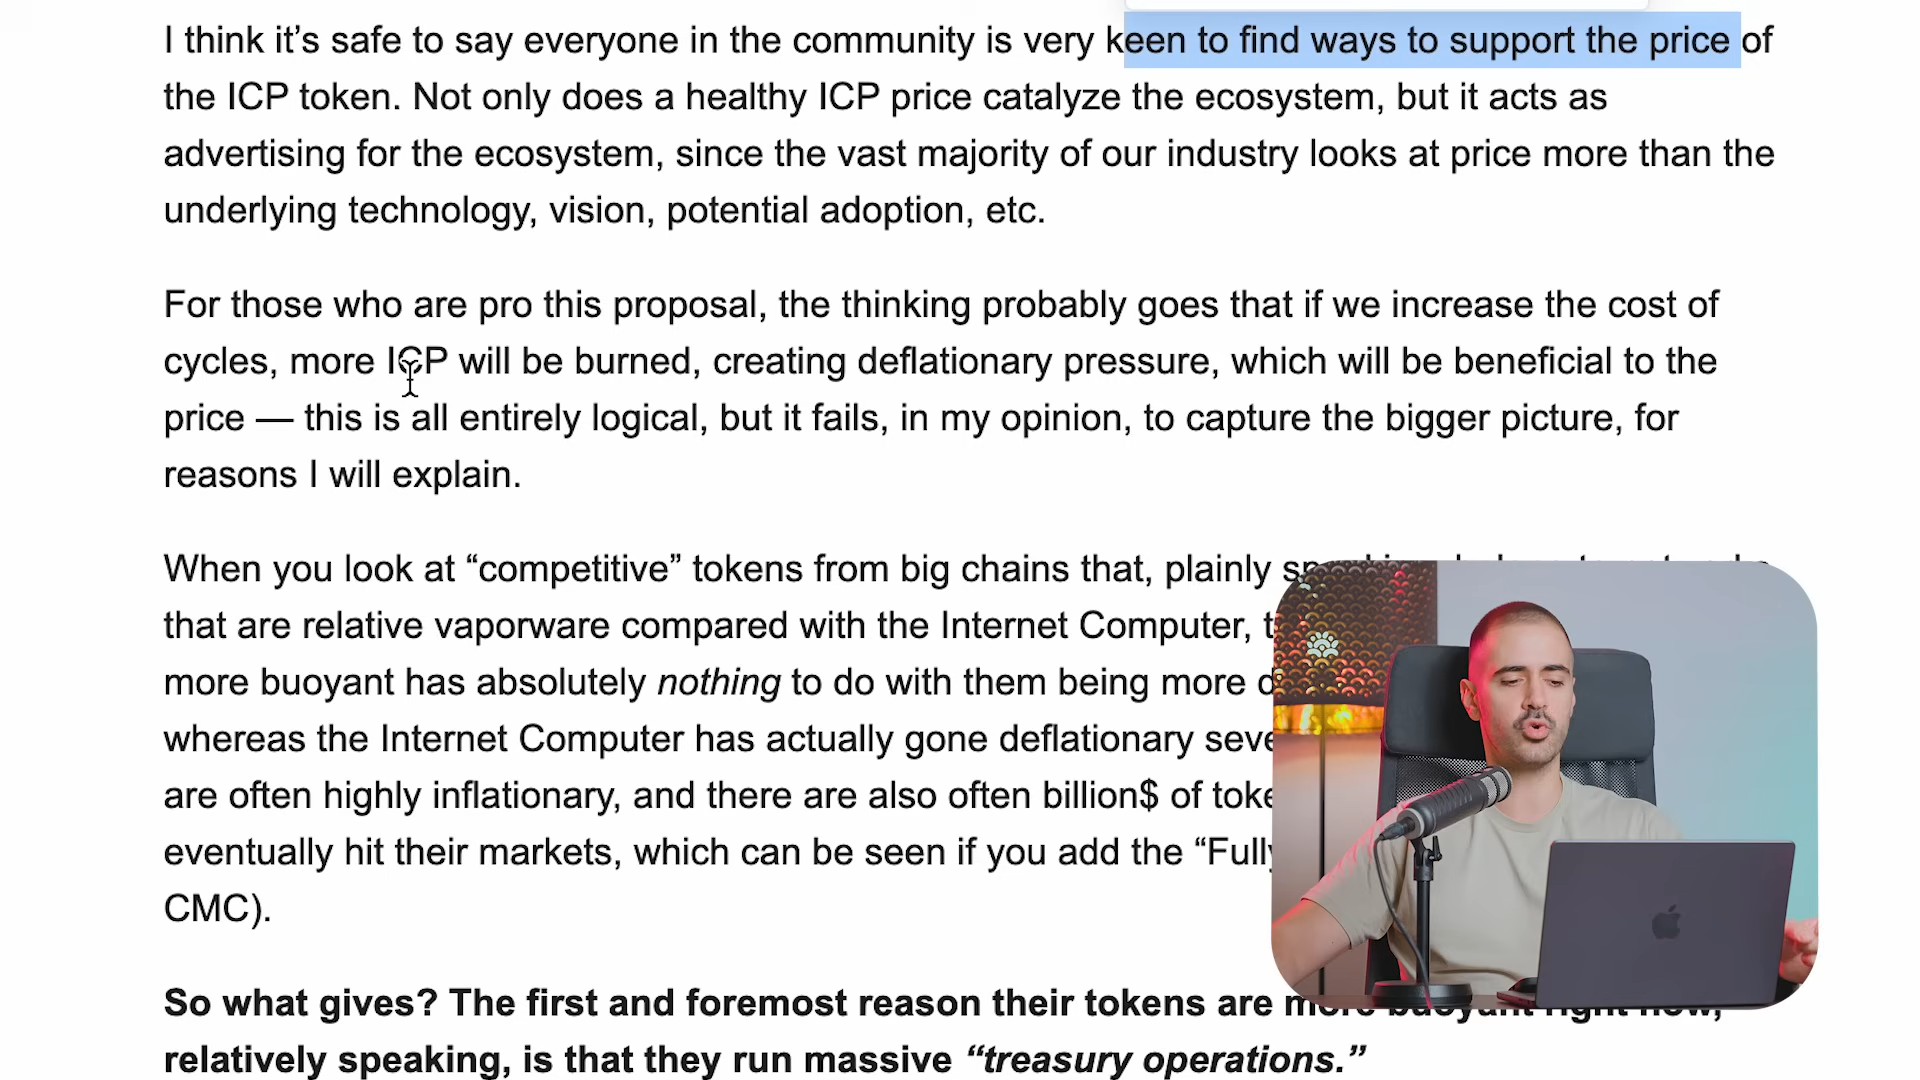 I think it’s safe to say everyone in the community is very keen to find ways to support the price of
the ICP token. Not only does a healthy ICP price catalyze the ecosystem, but it acts as
advertising for the ecosystem, since the vast majority of our industry looks at price more than the
underlying technology, vision, potential adoption, etc.
For those who are pro this proposal, the thinking probably goes that if we increase the cost of
cycles, more ICP will be burned, creating deflationary pressure, which will be beneficial to the
price — this is all entirely logical, but it fails, in my opinion, to capture the bigger picture, for
reasons I will explain.
When you look at “competitive” tokens from big chains that, plainly
that are relative vaporware compared with the Internet Computer,
more buoyant has absolutely nothing to do with them being more
whereas the Internet Computer has actually gone deflationary
are often highly inflationary, and there are also often billion$ of
eventually hit their markets, which can be seen if you add the “Fully
CMC).
So what gives? The first and foremost reason their tokens are more buoyant right now,
relatively speaking, is that they run massive “treasury operations.”